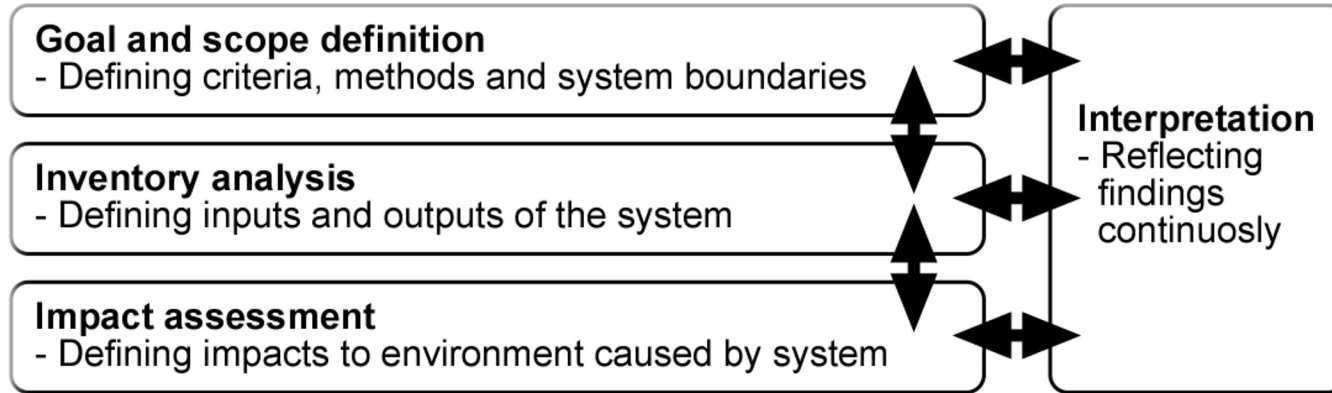 Goal and scope definition
- Defining criteria, methods and system boundaries
Inventory analysis
- Defining inputs and outputs of the system
Impact assessment
- Defining impacts to environment caused by system
Interpretation
- Reflecting
findings
continuosly